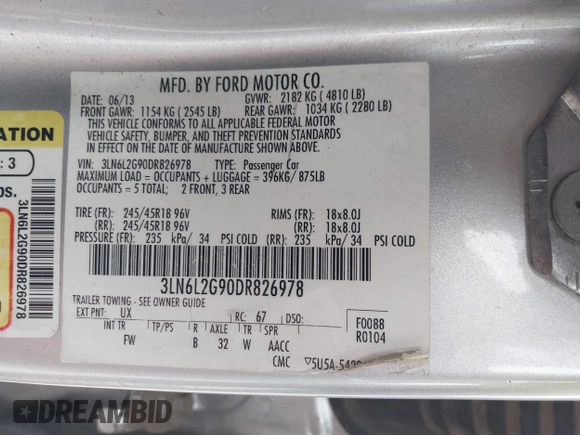 MFD. BY FORD MOTOR CO.
DATE: 06/13 GVWR: 2182 KG ( 4810 LB)
FRONT GAWR: 1154 KG ( 2545 LB) REAR GAWR: 1034 KG ( 2280 LB)
THIS VEHICLE CONFORMS TO ALL APPLICABLE FEDERAL MOTOR
VEHICLE SAFETY, BUMPER, AND THEFT PREVENTION STANDARDS
IN EFFECT ON THE DATE OF MANUFACTURE SHOWN ABOVE.
VIN: 3LN6L2G90DR826978 TYPE: Passenger Car
MAXIMUM LOAD = OCCUPANTS + LUGGAGE = 396KG/ 875LB
OCCUPANTS = 5 TOTAL: 2 FRONT, 3 REAR
TIRE (FR): 245/45R18 96V RIMS (FR): 18x8.0J
(RR): 245/45R18 96V (RR): 18x8.0J
PRESSURE (FR): 235 kPa/ 34 PSI COLD (RR): 235 kPa/ 34 PSI COLD
3LN6L2G90DR826978
TRAILER TOWING - SEE OWNER GUIDE
EXT PNT: UX RC: 67 DSO:
INT TR TP/PS R AXLE TR SPR
FW B 32 W AACC
F0088
R0104
CMC
ATION
: 3
os.
3LN6L2G90DR826978
DREAMBID